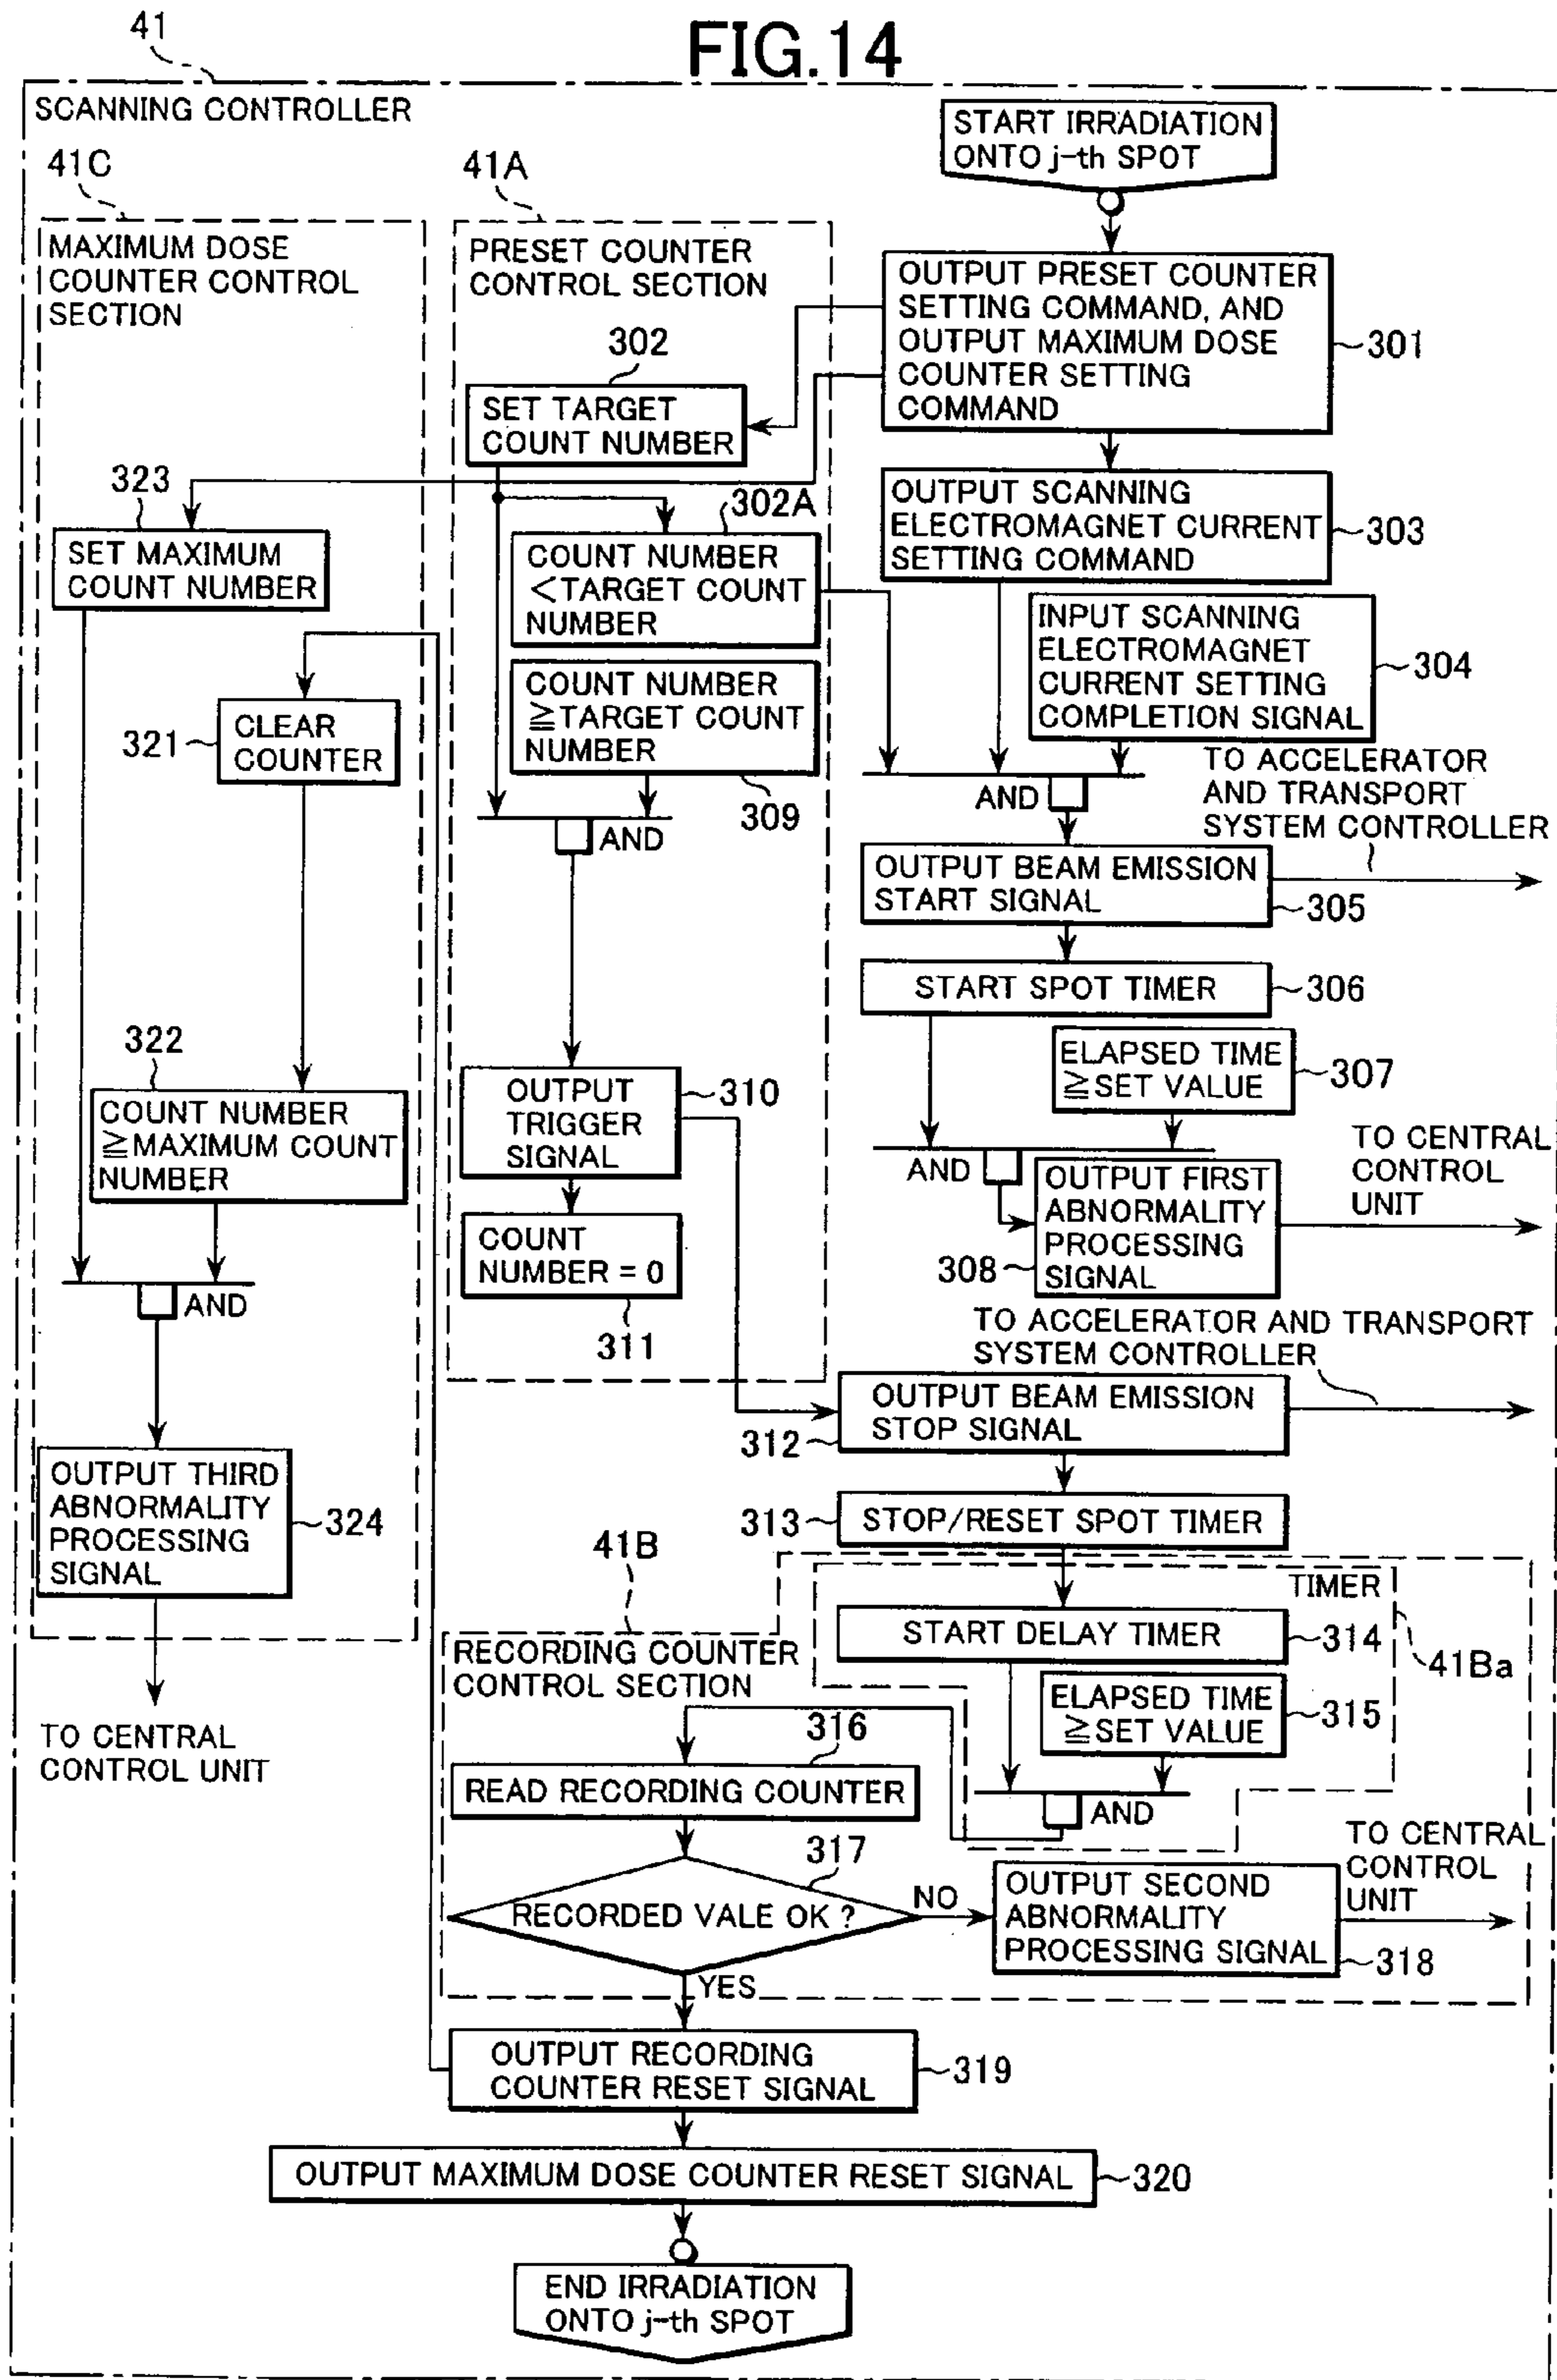 FIG.14
41
SCANNING CONTROLLER
START IRRADIATION
ONTO j-th SPOT
41C
41A
MAXIMUM DOSE
COUNTER CONTROL
SECTION
PRESET COUNTER
CONTROL SECTION
OUTPUT PRESET COUNTER
SETTING COMMAND, AND
OUTPUT MAXIMUM DOSE
COUNTER SETTING
COMMAND
301
302
SET TARGET
COUNT NUMBER
323
302A
OUTPUT SCANNING
ELECTROMAGNET CURRENT
SETTING COMMAND
303
SET MAXIMUM
COUNT NUMBER
COUNT NUMBER
<TARGET COUNT
NUMBER
INPUT SCANNING
ELECTROMAGNET
CURRENT SETTING
COMPLETION SIGNAL
304
321
CLEAR
COUNTER
COUNT NUMBER
≧TARGET COUNT
NUMBER
309
AND
AND
TO ACCELERATOR
AND TRANSPORT
SYSTEM CONTROLLER
OUTPUT BEAM EMISSION
START SIGNAL
305
START SPOT TIMER
306
322
COUNT NUMBER
≧MAXIMUM COUNT
NUMBER
OUTPUT
TRIGGER
SIGNAL
310
ELAPSED TIME
≧SET VALUE
307
AND
TO CENTRAL
CONTROL
UNIT
OUTPUT FIRST
ABNORMALITY
PROCESSING
SIGNAL
308
COUNT
NUMBER = 0
311
AND
TO ACCELERATOR AND TRANSPORT
SYSTEM CONTROLLER
OUTPUT BEAM EMISSION
STOP SIGNAL
312
OUTPUT THIRD
ABNORMALITY
PROCESSING
SIGNAL
324
313
STOP/RESET SPOT TIMER
41B
TIMER
START DELAY TIMER
314
41Ba
RECORDING COUNTER
CONTROL SECTION
ELAPSED TIME
≧SET VALUE
315
TO CENTRAL
CONTROL UNIT
316
READ RECORDING COUNTER
AND
317
RECORDED VALE OK ?
NO
OUTPUT SECOND
ABNORMALITY
PROCESSING SIGNAL
318
TO CENTRAL
CONTROL
UNIT
YES
OUTPUT RECORDING
COUNTER RESET SIGNAL
319
OUTPUT MAXIMUM DOSE COUNTER RESET SIGNAL
320
END IRRADIATION
ONTO j-th SPOT